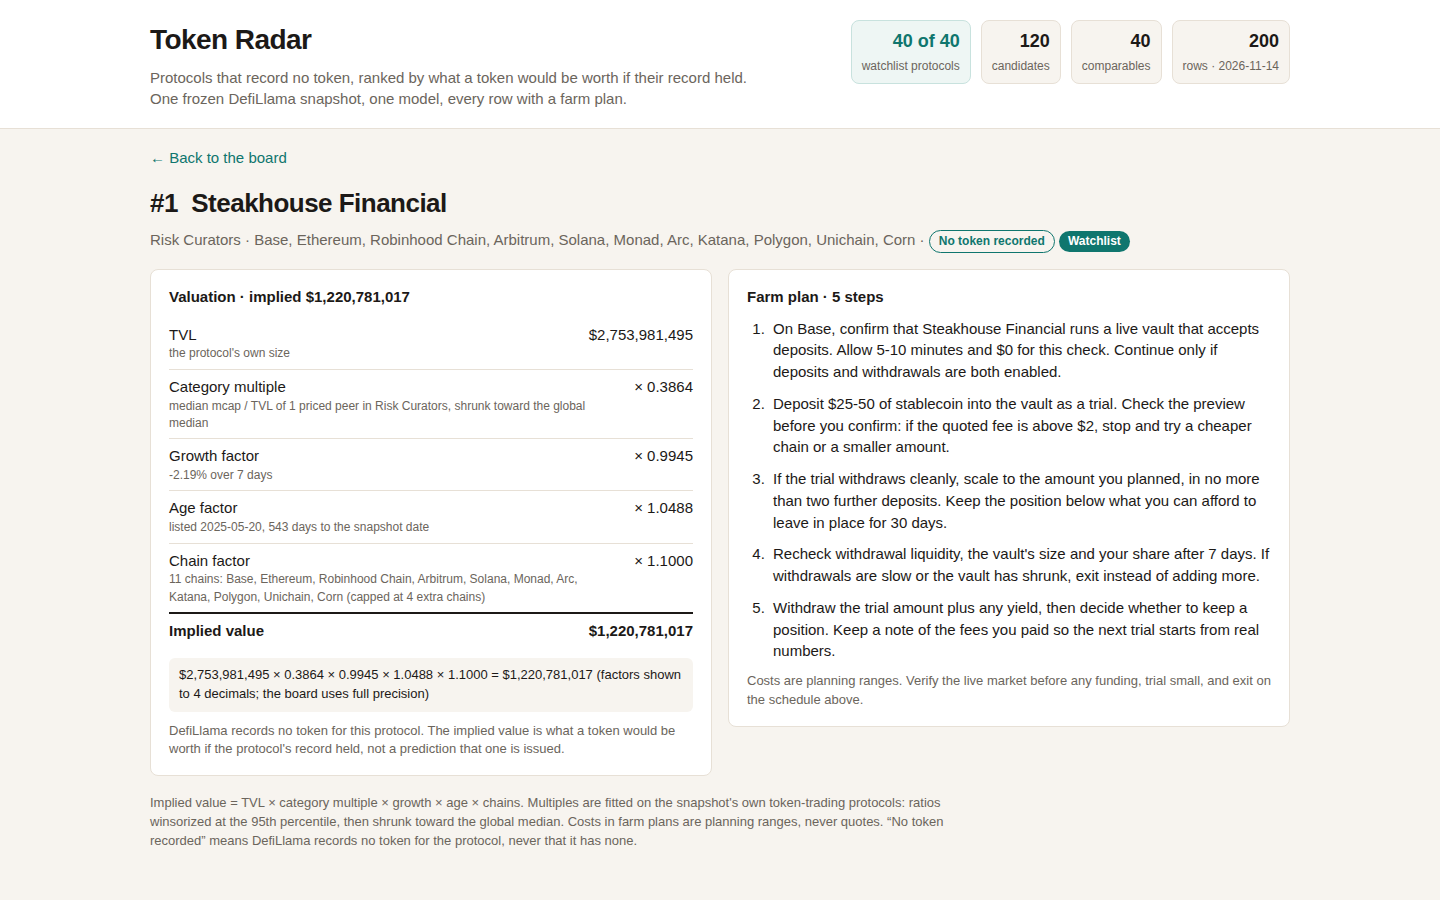 Token Radar
Protocols that record no token, ranked by what a token would be worth if their record held.
One frozen DefiLlama snapshot, one model, every row with a farm plan.
40 of 40
watchlist protocols
120
candidates
40
comparables
200
rows · 2026-11-14
← Back to the board
#1 Steakhouse Financial
Risk Curators · Base, Ethereum, Robinhood Chain, Arbitrum, Solana, Monad, Arc, Katana, Polygon, Unichain, Corn · No token recorded Watchlist
Valuation · implied $1,220,781,017
TVL $2,753,981,495
the protocol's own size
Category multiple × 0.3864
median mcap / TVL of 1 priced peer in Risk Curators, shrunk toward the global
median
Growth factor × 0.9945
-2.19% over 7 days
Age factor × 1.0488
listed 2025-05-20, 543 days to the snapshot date
Chain factor × 1.1000
11 chains: Base, Ethereum, Robinhood Chain, Arbitrum, Solana, Monad, Arc,
Katana, Polygon, Unichain, Corn (capped at 4 extra chains)
Implied value $1,220,781,017
$2,753,981,495 × 0.3864 × 0.9945 × 1.0488 × 1.1000 = $1,220,781,017 (factors shown
to 4 decimals; the board uses full precision)
DefiLlama records no token for this protocol. The implied value is what a token would be
worth if the protocol's record held, not a prediction that one is issued.
Farm plan · 5 steps
1. On Base, confirm that Steakhouse Financial runs a live vault that accepts
deposits. Allow 5-10 minutes and $0 for this check. Continue only if
deposits and withdrawals are both enabled.
2. Deposit $25-50 of stablecoin into the vault as a trial. Check the preview
before you confirm: if the quoted fee is above $2, stop and try a cheaper
chain or a smaller amount.
3. If the trial withdraws cleanly, scale to the amount you planned, in no more
than two further deposits. Keep the position below what you can afford to
leave in place for 30 days.
4. Recheck withdrawal liquidity, the vault's size and your share after 7 days. If
withdrawals are slow or the vault has shrunk, exit instead of adding more.
5. Withdraw the trial amount plus any yield, then decide whether to keep a
position. Keep a note of the fees you paid so the next trial starts from real
numbers.
Costs are planning ranges. Verify the live market before any funding, trial small, and exit on
the schedule above.
Implied value = TVL × category multiple × growth × age × chains. Multiples are fitted on the snapshot's own token-trading protocols: ratios
winsorized at the 95th percentile, then shrunk toward the global median. Costs in farm plans are planning ranges, never quotes. “No token
recorded” means DefiLlama records no token for the protocol, never that it has none.